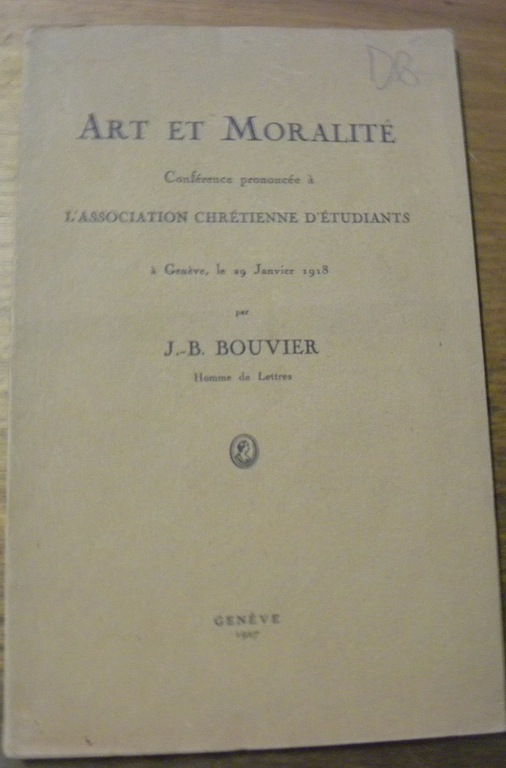 DB
ART ET MORALITÉ
Conférence prononcée à
L'ASSOCIATION CHRÉTIENNE D'ÉTUDIANTS
à Genève, le 29 Janvier 1918
par
J.-B. BOUVIER
Homme de Lettres
GENÈVE